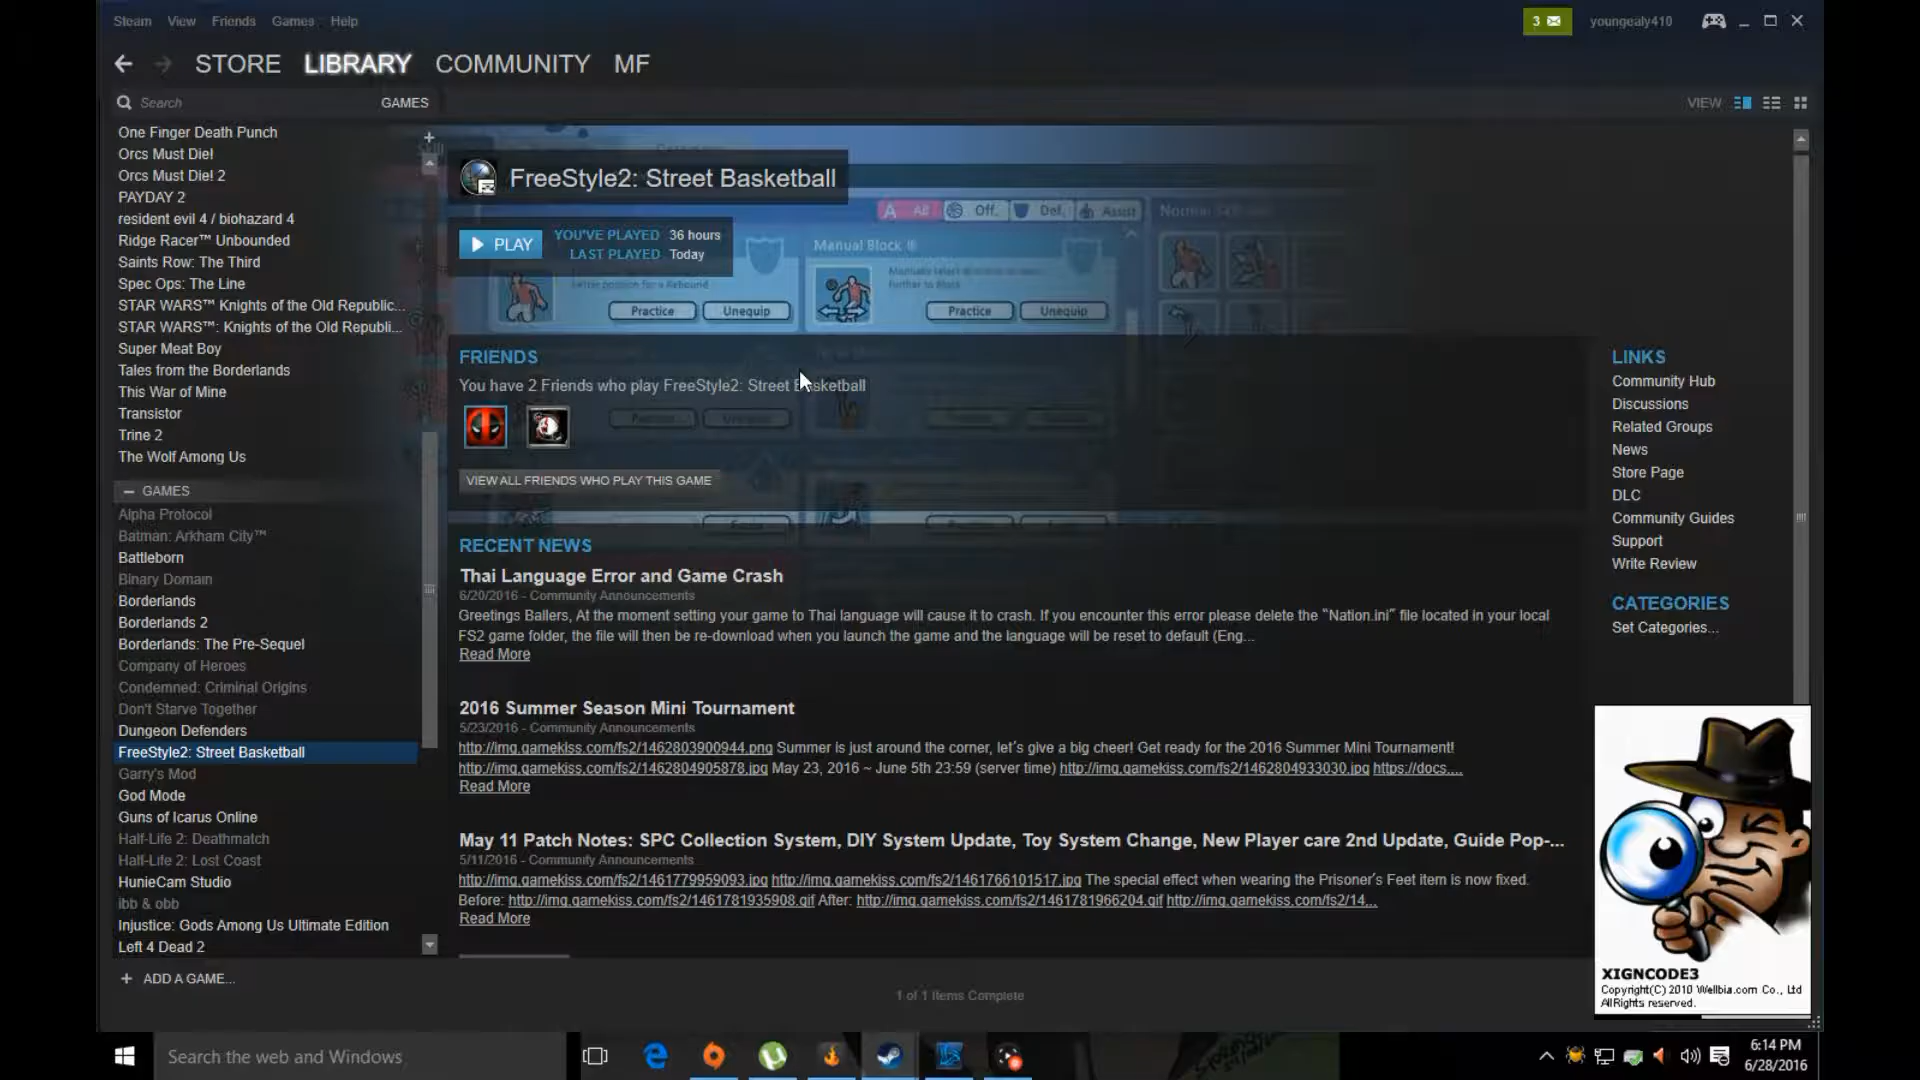 Steam View Friends Games Help
3
youngealy410
STORE LIBRARY COMMUNITY MF
Search
GAMES
VIEW
One Finger Death Punch
Orcs Must Die!
Orcs Must Die! 2
PAYDAY 2
resident evil 4 / biohazard 4
Ridge Racer™ Unbounded
Saints Row: The Third
Spec Ops: The Line
STAR WARS™ Knights of the Old Republic...
STAR WARS™: Knights of the Old Republi...
Super Meat Boy
Tales from the Borderlands
This War of Mine
Transistor
Trine 2
The Wolf Among Us
GAMES
Alpha Protocol
Batman: Arkham City™
Battleborn
Binary Domain
Borderlands
Borderlands 2
Borderlands: The Pre-Sequel
Company of Heroes
Condemned: Criminal Origins
Don't Starve Together
Dungeon Defenders
FreeStyle2: Street Basketball
Garry's Mod
God Mode
Guns of Icarus Online
Half-Life 2: Deathmatch
Half-Life 2: Lost Coast
HunieCam Studio
ibb & obb
Injustice: Gods Among Us Ultimate Edition
Left 4 Dead 2
+ ADD A GAME...
FreeStyle2: Street Basketball
PLAY
YOU'VE PLAYED 36 hours
LAST PLAYED Today
A All Off. Def. Assist
Manual Block III
Practice Unequip
Practice Unequip
FRIENDS
You have 2 Friends who play FreeStyle2: Street Basketball
VIEW ALL FRIENDS WHO PLAY THIS GAME
RECENT NEWS
Thai Language Error and Game Crash
6/20/2016 - Community Announcements
Greetings Ballers, At the moment setting your game to Thai language will cause it to crash. If you encounter this error please delete the "Nation.ini" file located in your local
FS2 game folder, the file will then be re-download when you launch the game and the language will be reset to default (Eng...
Read More
2016 Summer Season Mini Tournament
5/23/2016 - Community Announcements
http://img.gamekiss.com/fs2/1462803900944.png Summer is just around the corner, let's give a big cheer! Get ready for the 2016 Summer Mini Tournament!
http://img.gamekiss.com/fs2/1462804905878.jpg May 23, 2016 ~ June 5th 23:59 (server time) http://img.gamekiss.com/fs2/1462804933030.jpg https://docs....
Read More
May 11 Patch Notes: SPC Collection System, DIY System Update, Toy System Change, New Player care 2nd Update, Guide Pop-...
5/11/2016 - Community Announcements
http://img.gamekiss.com/fs2/1461779959093.jpg http://img.gamekiss.com/fs2/1461766101517.jpg The special effect when wearing the Prisoner's Feet item is now fixed.
Before: http://img.gamekiss.com/fs2/1461781935908.gif After: http://img.gamekiss.com/fs2/1461781966204.gif http://img.gamekiss.com/fs2/14...
Read More
1 of 1 Items Complete
LINKS
Community Hub
Discussions
Related Groups
News
Store Page
DLC
Community Guides
Support
Write Review
CATEGORIES
Set Categories...
XIGNCODE3
Copyright(C) 2010 Wellbia.com Co., Ltd
All Rights reserved.
Search the web and Windows
6:14 PM
6/28/2016